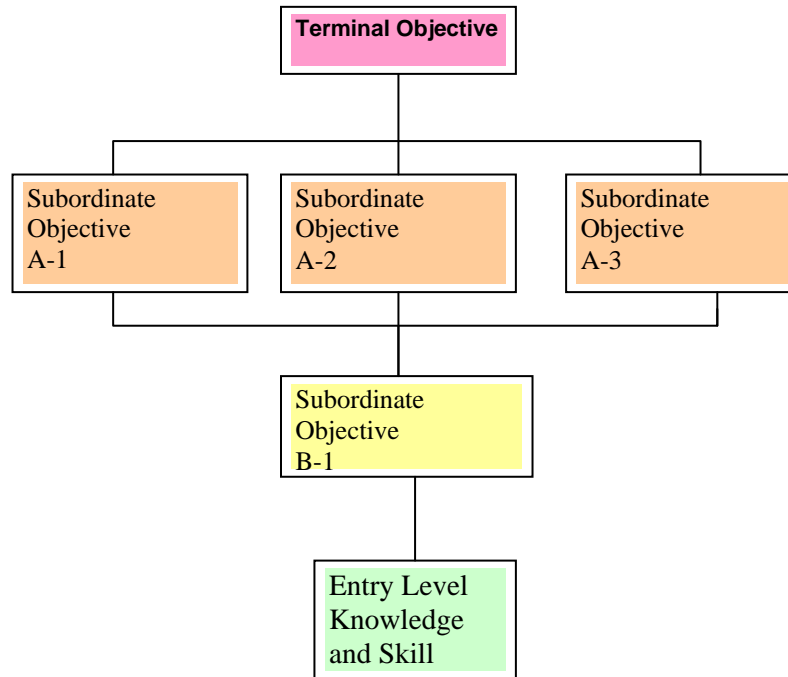 Terminal Objective
Subordinate
Objective
A-1
Subordinate
Objective
A-2
Subordinate
Objective
A-3
Subordinate
Objective
B-1
Entry Level
Knowledge
and Skill